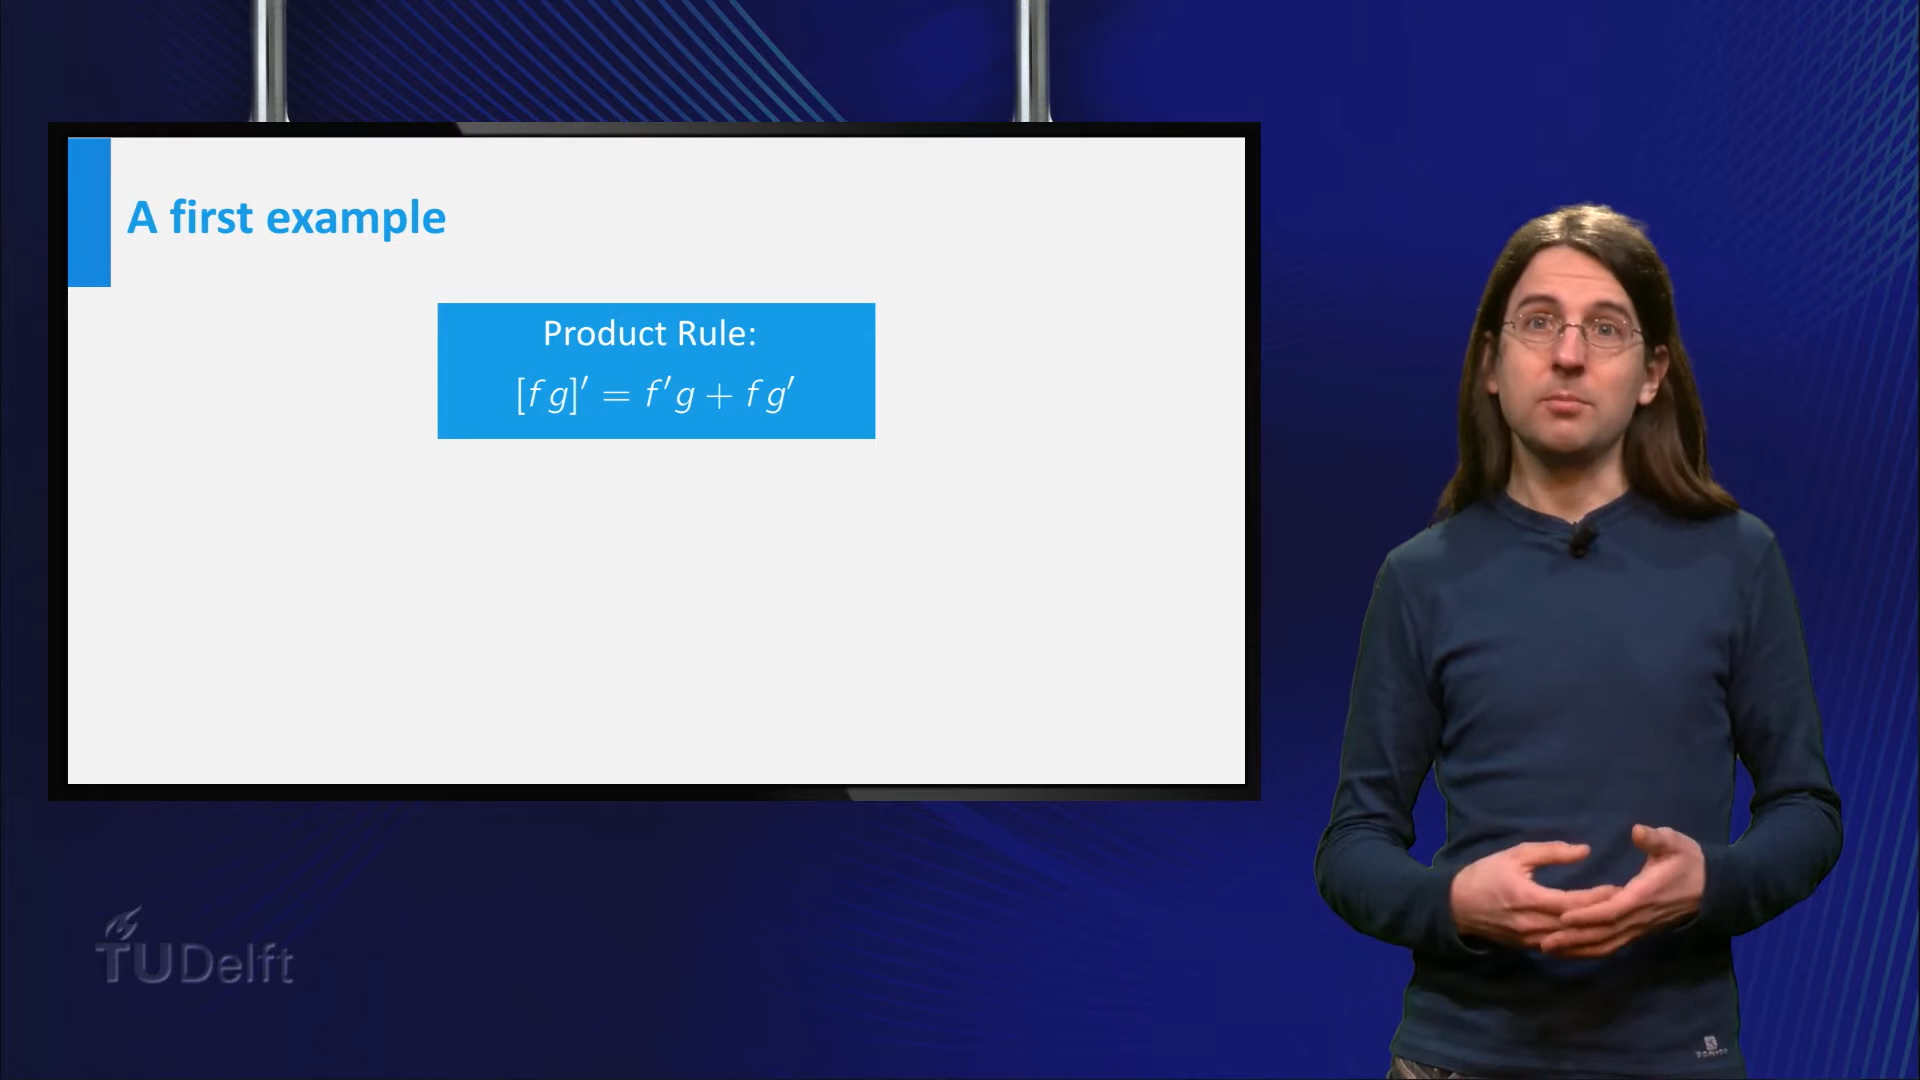 A first example
Product Rule:
[f g]′ = f′g + f g′
TUDelft